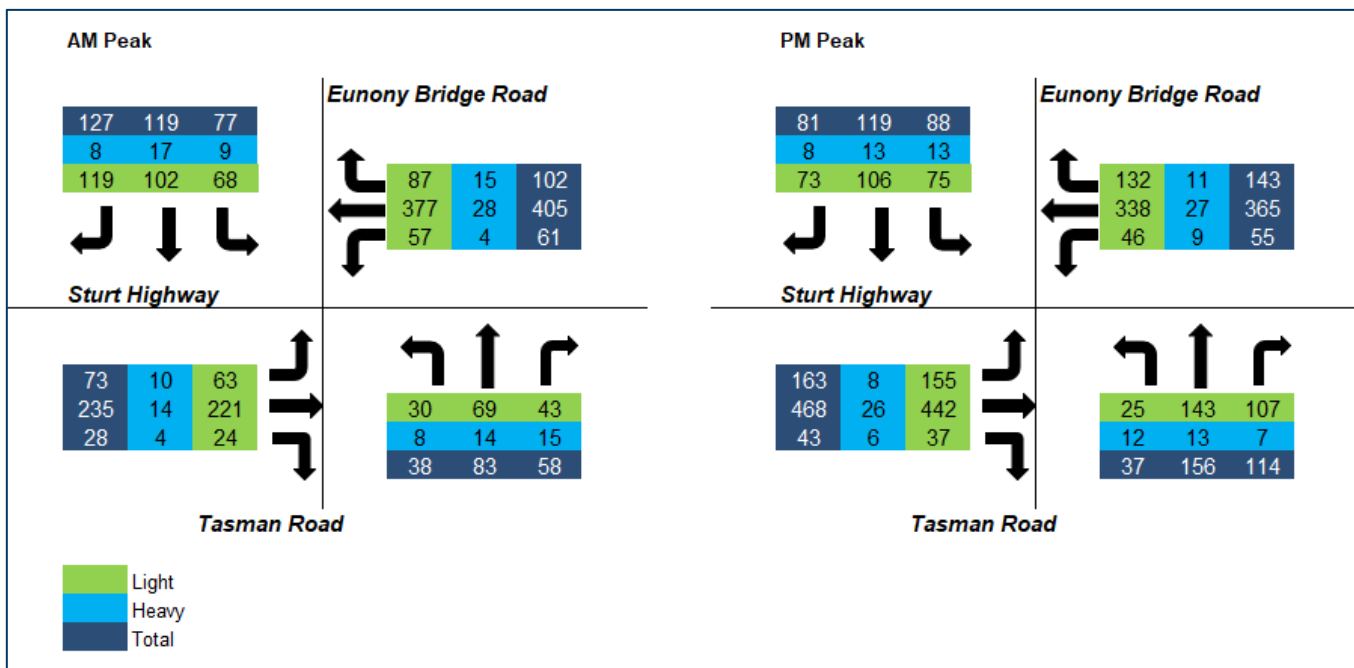 AM Peak
Eunony Bridge Road
127 119 77
8 17 9
119 102 68
87 15 102
377 28 405
57 4 61
Sturt Highway
73 10 63
235 14 221
28 4 24
30 69 43
8 14 15
38 83 58
Tasman Road
PM Peak
Eunony Bridge Road
81 119 88
8 13 13
73 106 75
132 11 143
338 27 365
46 9 55
Sturt Highway
163 8 155
468 26 442
43 6 37
25 143 107
12 13 7
37 156 114
Tasman Road
Light
Heavy
Total